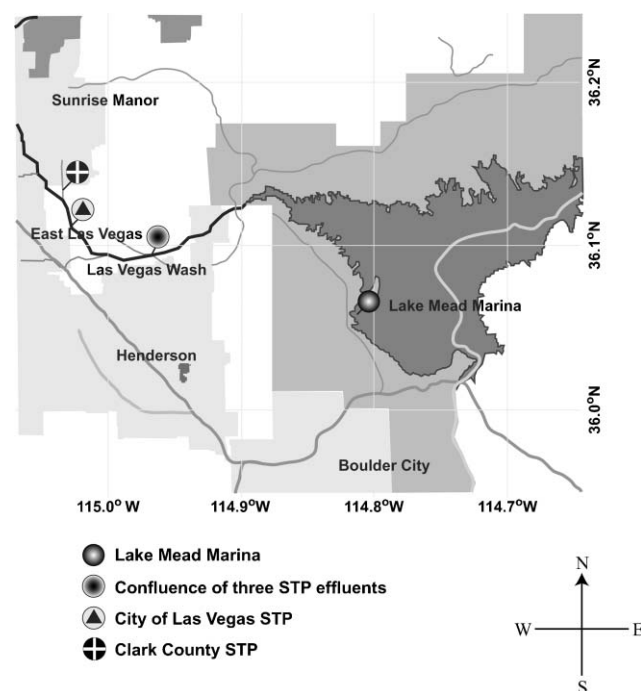 36.2°N
Sunrise Manor
East Las Vegas
36.1°N
Las Vegas Wash
Lake Mead Marina
Henderson
36.0°N
Boulder City
115.0°W
114.9°W
114.8°W
114.7°W
Lake Mead Marina
Confluence of three STP effluents
City of Las Vegas STP
Clark County STP
N
W
E
S